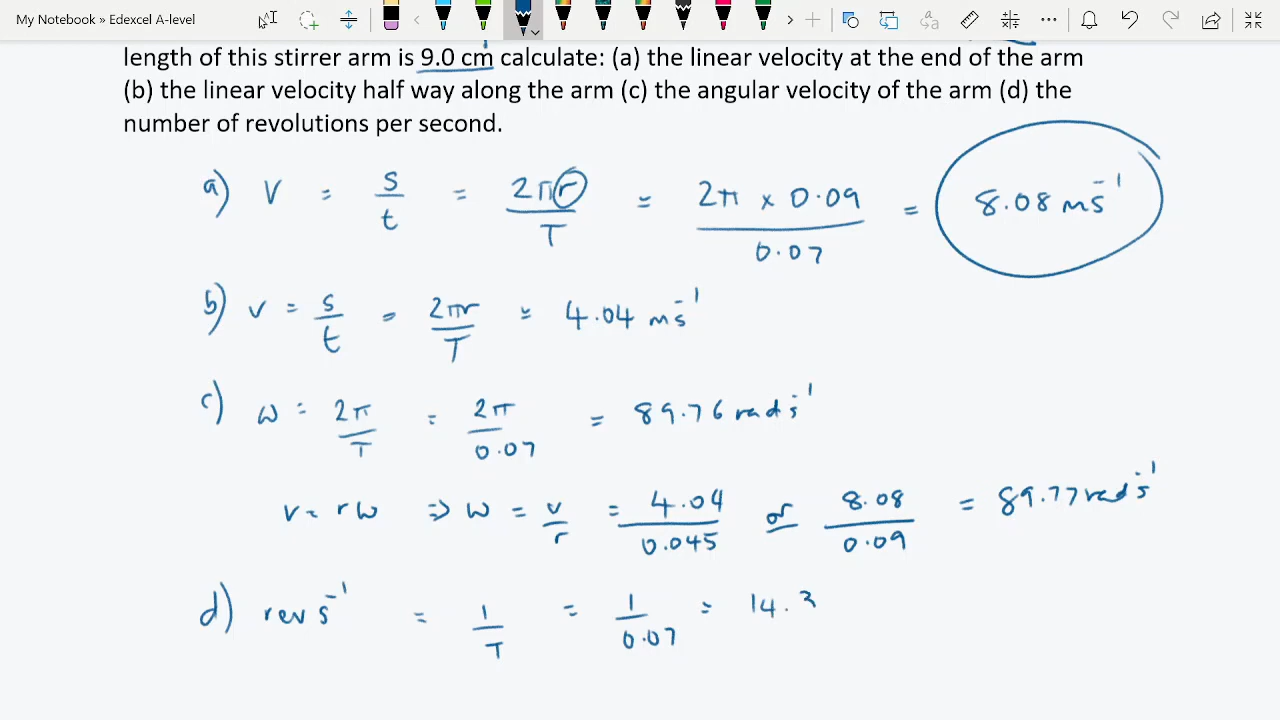 My Notebook » Edexcel A-level
length of this stirrer arm is 9.0 cm calculate: (a) the linear velocity at the end of the arm
(b) the linear velocity half way along the arm (c) the angular velocity of the arm (d) the
number of revolutions per second.
a) v = s/t = 2πr/T = 2π × 0.09/0.07 = 8.08 ms⁻¹
b) v = s/t = 2πr/T = 4.04 ms⁻¹
c) ω = 2π/T = 2π/0.07 = 89.76 rad s⁻¹
v = rω ⇒ ω = v/r = 4.04/0.045 or 8.08/0.09 = 89.77 rad s⁻¹
d) rev s⁻¹ = 1/T = 1/0.07 = 14.3